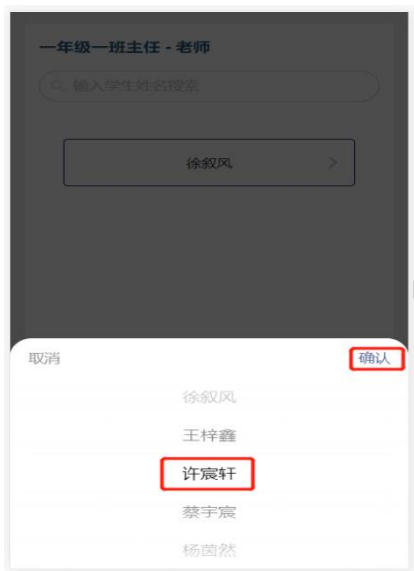 一年级一班主任 - 老师
输入学生姓名搜索
徐叙风
取消
确认
徐叙风
王梓鑫
许宸轩
蔡宇宸
杨茵然